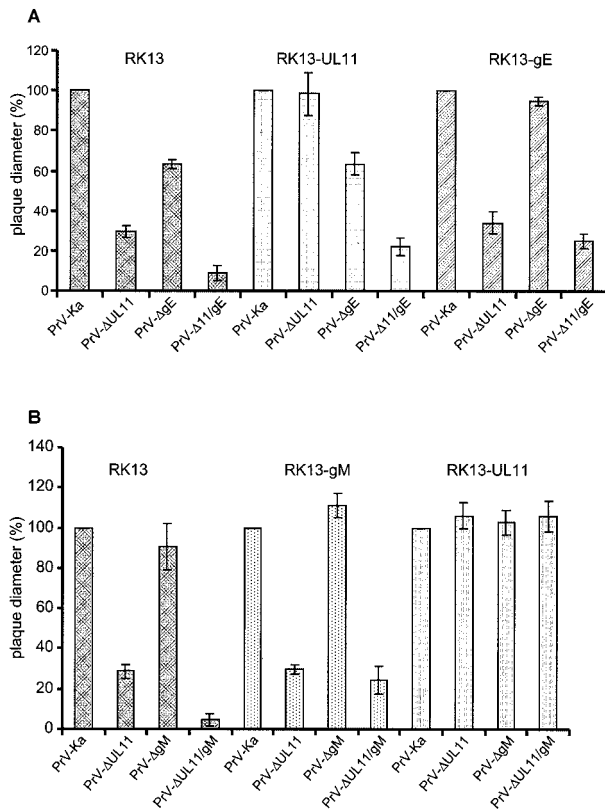 A
RK13 RK13-UL11 RK13-gE
plaque diameter (%)
120
100
80
60
40
20
0
PrV-Ka PrV-ΔUL11 PrV-ΔgE PrV-Δ11/gE PrV-Ka PrV-ΔUL11 PrV-ΔgE PrV-Δ11/gE PrV-Ka PrV-ΔUL11 PrV-ΔgE PrV-Δ11/gE
B
RK13 RK13-gM RK13-UL11
plaque diameter (%)
140
120
100
80
60
40
20
0
PrV-Ka PrV-ΔUL11 PrV-ΔgM PrV-ΔUL11/gM PrV-Ka PrV-ΔUL11 PrV-ΔgM PrV-ΔUL11/gM PrV-Ka PrV-ΔUL11 PrV-ΔgM PrV-ΔUL11/gM